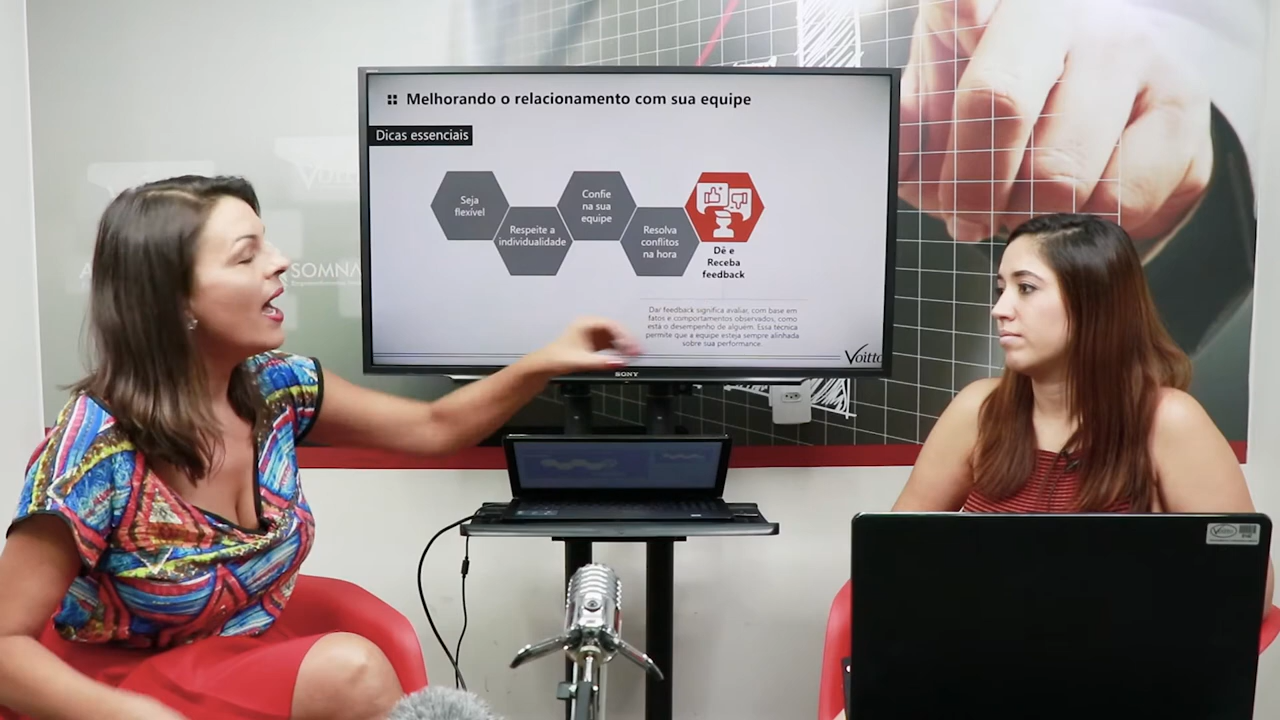 Melhorando o relacionamento com sua equipe
Dicas essenciais
Seja
flexível
Respeite a
individualidade
Confie
na sua
equipe
Resolva
conflitos
na hora
Dê e
Receba
feedback
Dar feedback significa avaliar, com base em
fatos e comportamentos observados, como
está o desempenho de alguém. Essa técnica
permite que a equipe esteja sempre alinhada
sobre sua performance.
Voitto
SONY
Voitto
SOMNA